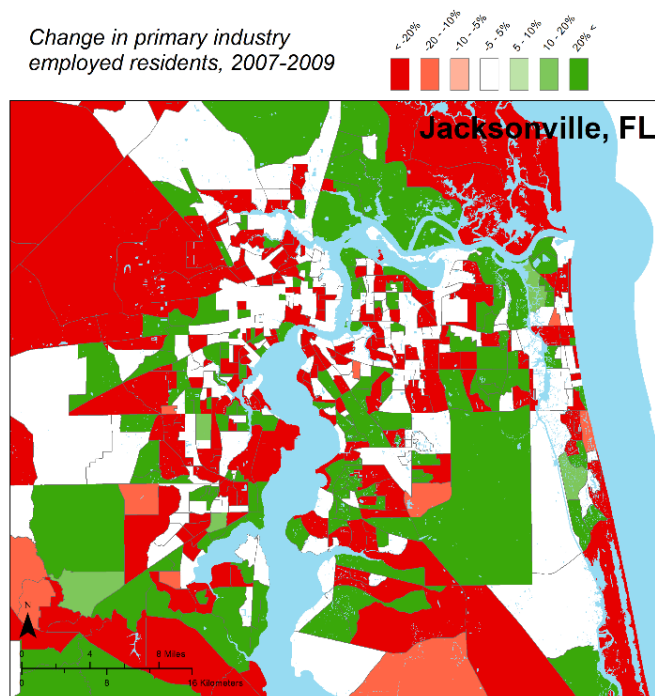 Change in primary industry
employed residents, 2007-2009
< -20%
-20 - -10%
-10 - -5%
-5 - 5%
5 - 10%
10 - 20%
20% <
Jacksonville, FL
N
0 4 8 Miles
0 8 16 Kilometers